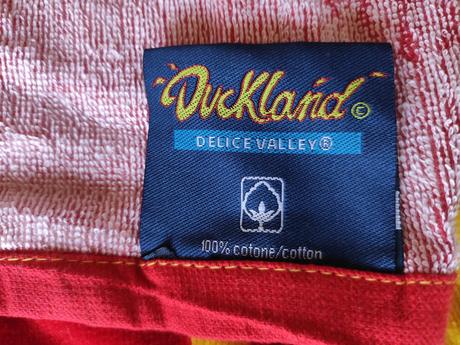 Duckland ©
DELICE VALLEY®
100% cotone/cotton